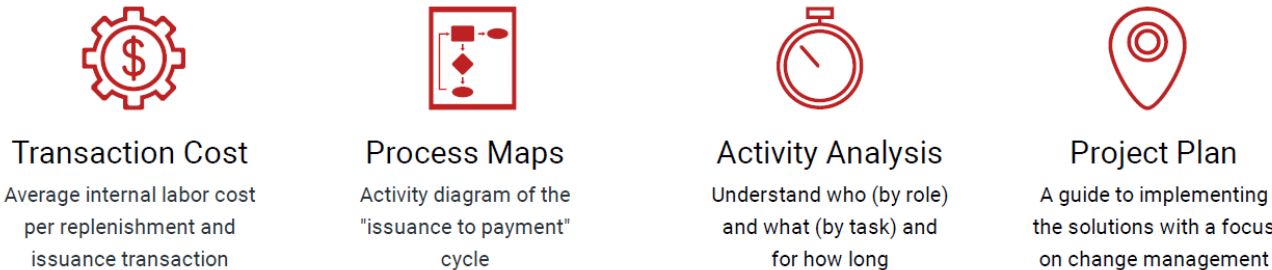 $
Transaction Cost
Average internal labor cost
per replenishment and
issuance transaction
Process Maps
Activity diagram of the
"issuance to payment"
cycle
Activity Analysis
Understand who (by role)
and what (by task) and
for how long
Project Plan
A guide to implementing
the solutions with a focus
on change management